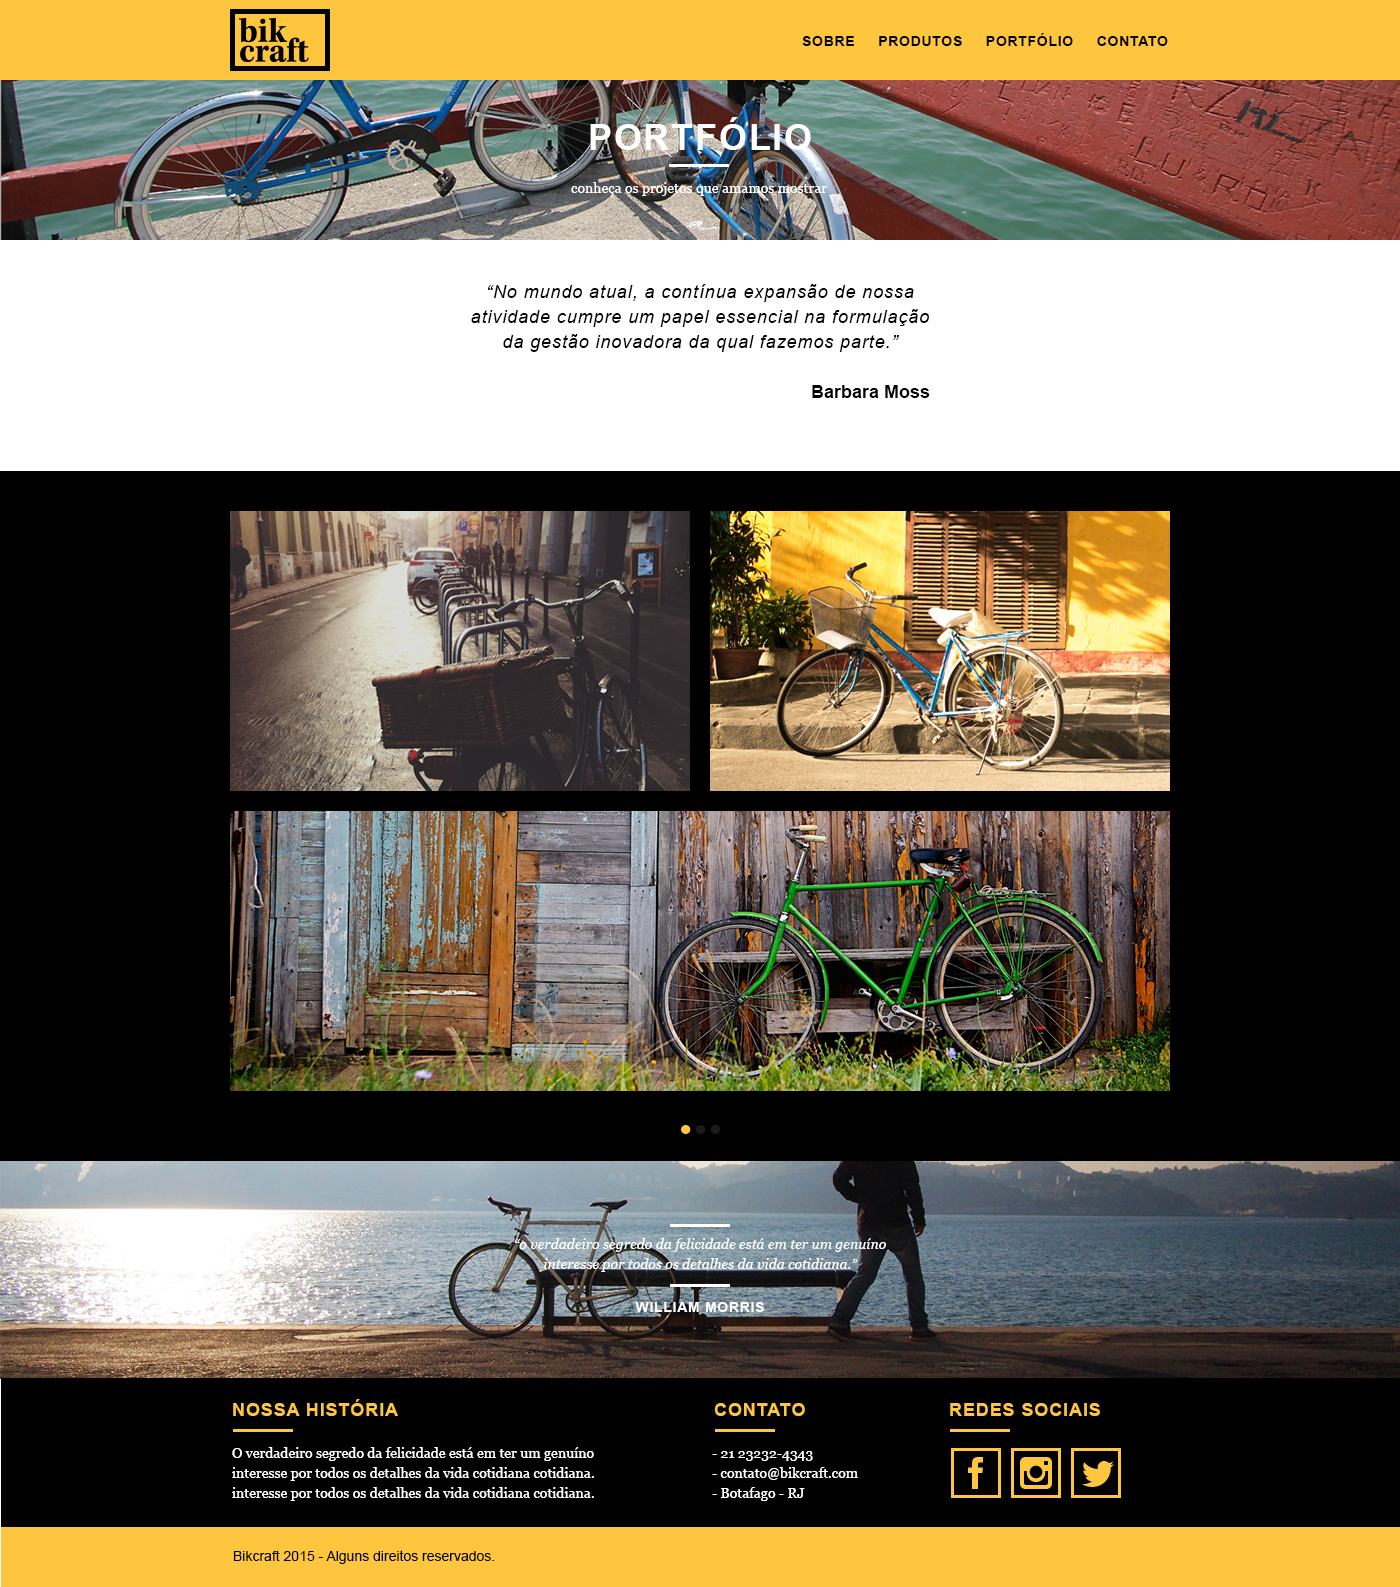 bik
craft
SOBRE PRODUTOS PORTFÓLIO CONTATO
PORTFÓLIO
conheça os projetos que amamos mostrar
192
“No mundo atual, a contínua expansão de nossa
atividade cumpre um papel essencial na formulação
da gestão inovadora da qual fazemos parte.”
Barbara Moss
“o verdadeiro segredo da felicidade está em ter um genuíno
interesse por todos os detalhes da vida cotidiana.”
WILLIAM MORRIS
NOSSA HISTÓRIA
O verdadeiro segredo da felicidade está em ter um genuíno
interesse por todos os detalhes da vida cotidiana cotidiana.
interesse por todos os detalhes da vida cotidiana cotidiana.
CONTATO
- 21 23232-4343
- contato@bikcraft.com
- Botafago - RJ
REDES SOCIAIS
Bikcraft 2015 - Alguns direitos reservados.